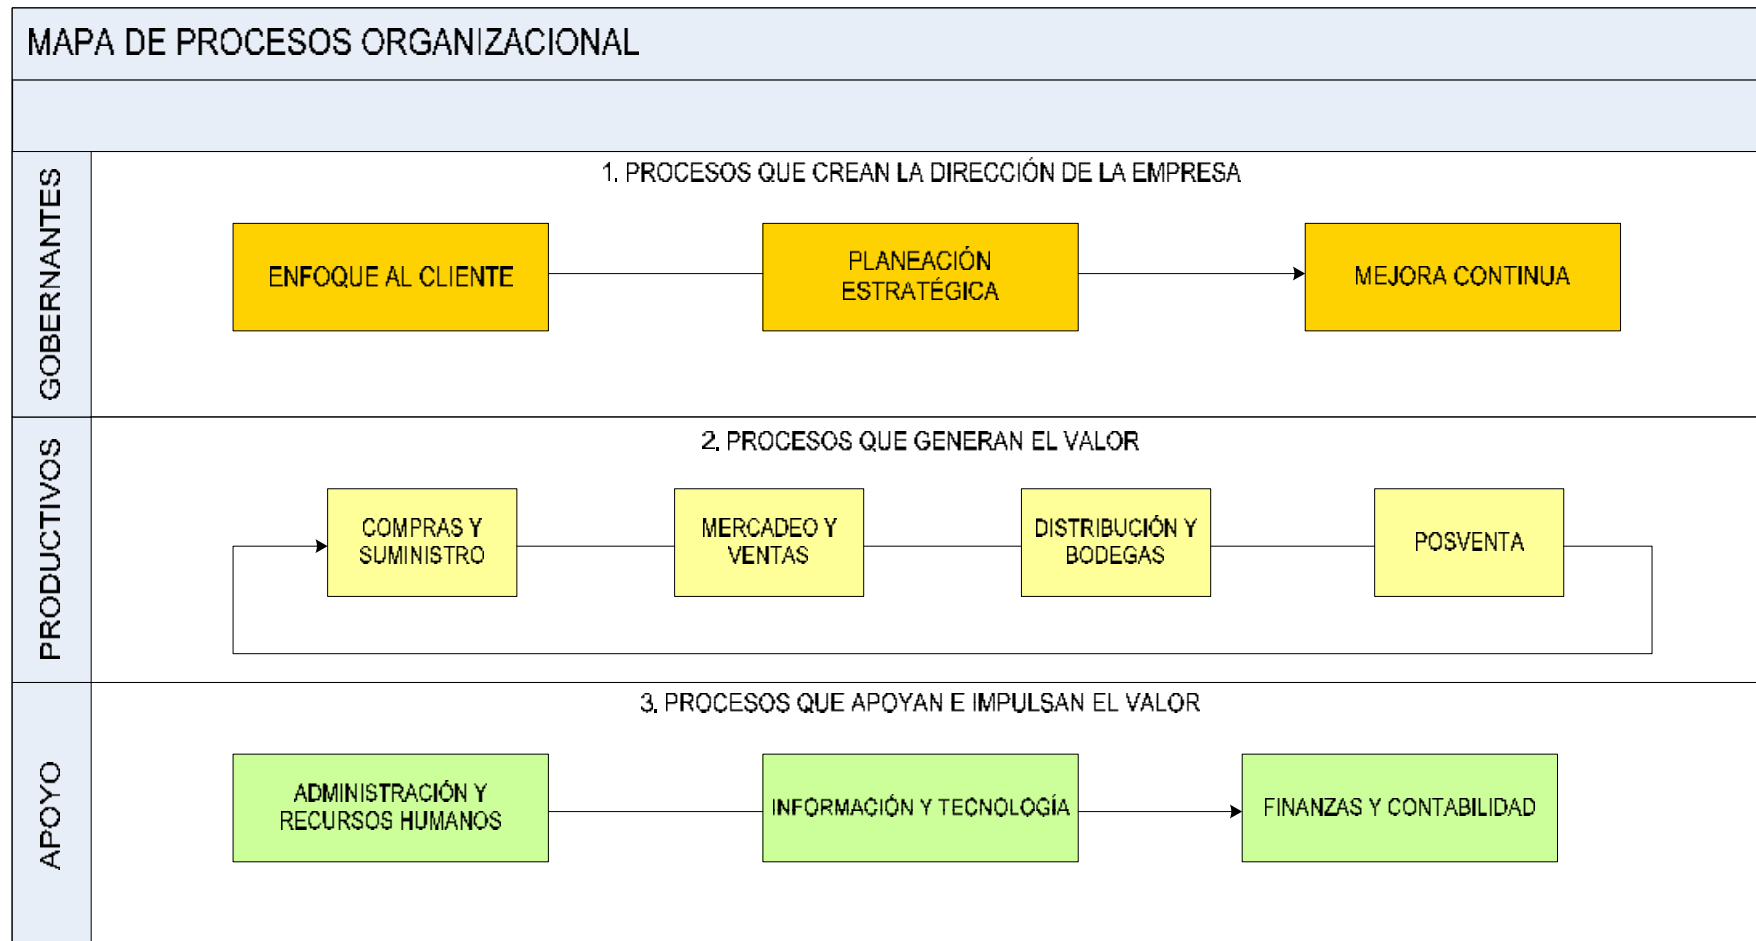 MAPA DE PROCESOS ORGANIZACIONAL
GOBERNANTES
1. PROCESOS QUE CREAN LA DIRECCIÓN DE LA EMPRESA
ENFOQUE AL CLIENTE
PLANEACIÓN
ESTRATÉGICA
MEJORA CONTINUA
PRODUCTIVOS
2. PROCESOS QUE GENERAN EL VALOR
COMPRAS Y
SUMINISTRO
MERCADEO Y
VENTAS
DISTRIBUCIÓN Y
BODEGAS
POSVENTA
APOYO
3. PROCESOS QUE APOYAN E IMPULSAN EL VALOR
ADMINISTRACIÓN Y
RECURSOS HUMANOS
INFORMACIÓN Y TECNOLOGÍA
FINANZAS Y CONTABILIDAD